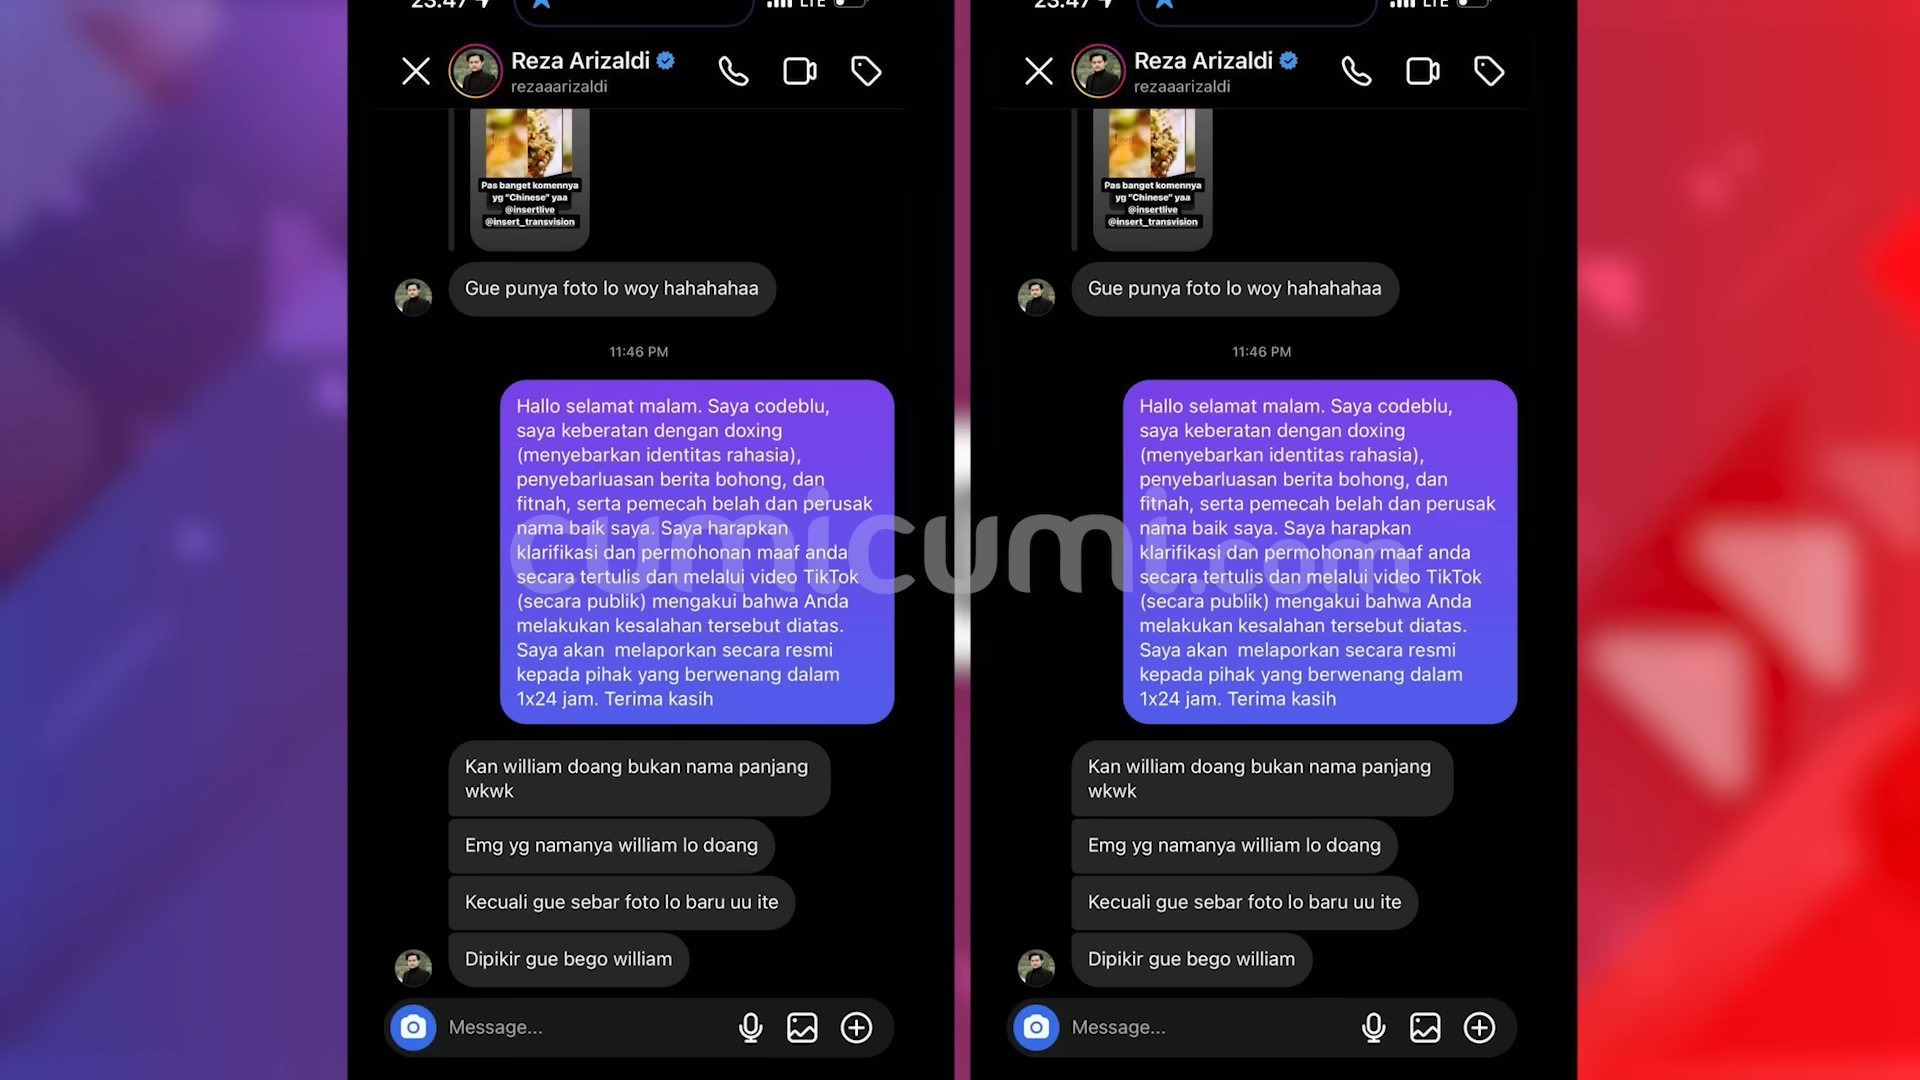 23.47
LTE
Reza Arizaldi
rezaaarizaldi
Pas banget komennya
yg "Chinese" yaa
@insertlive
@insert_transvision
Gue punya foto lo woy hahahahaa
11:46 PM
Hallo selamat malam. Saya codeblu,
saya keberatan dengan doxing
(menyebarkan identitas rahasia),
penyebarluasan berita bohong, dan
fitnah, serta pemecah belah dan perusak
nama baik saya. Saya harapkan
klarifikasi dan permohonan maaf anda
secara tertulis dan melalui video TikTok
(secara publik) mengakui bahwa Anda
melakukan kesalahan tersebut diatas.
Saya akan  melaporkan secara resmi
kepada pihak yang berwenang dalam
1x24 jam. Terima kasih
Kan william doang bukan nama panjang
wkwk
Emg yg namanya william lo doang
Kecuali gue sebar foto lo baru uu ite
Dipikir gue bego william
Message...
23.47
LTE
Reza Arizaldi
rezaaarizaldi
Pas banget komennya
yg "Chinese" yaa
@insertlive
@insert_transvision
Gue punya foto lo woy hahahahaa
11:46 PM
Hallo selamat malam. Saya codeblu,
saya keberatan dengan doxing
(menyebarkan identitas rahasia),
penyebarluasan berita bohong, dan
fitnah, serta pemecah belah dan perusak
nama baik saya. Saya harapkan
klarifikasi dan permohonan maaf anda
secara tertulis dan melalui video TikTok
(secara publik) mengakui bahwa Anda
melakukan kesalahan tersebut diatas.
Saya akan  melaporkan secara resmi
kepada pihak yang berwenang dalam
1x24 jam. Terima kasih
Kan william doang bukan nama panjang
wkwk
Emg yg namanya william lo doang
Kecuali gue sebar foto lo baru uu ite
Dipikir gue bego william
Message...
cumicumi.com